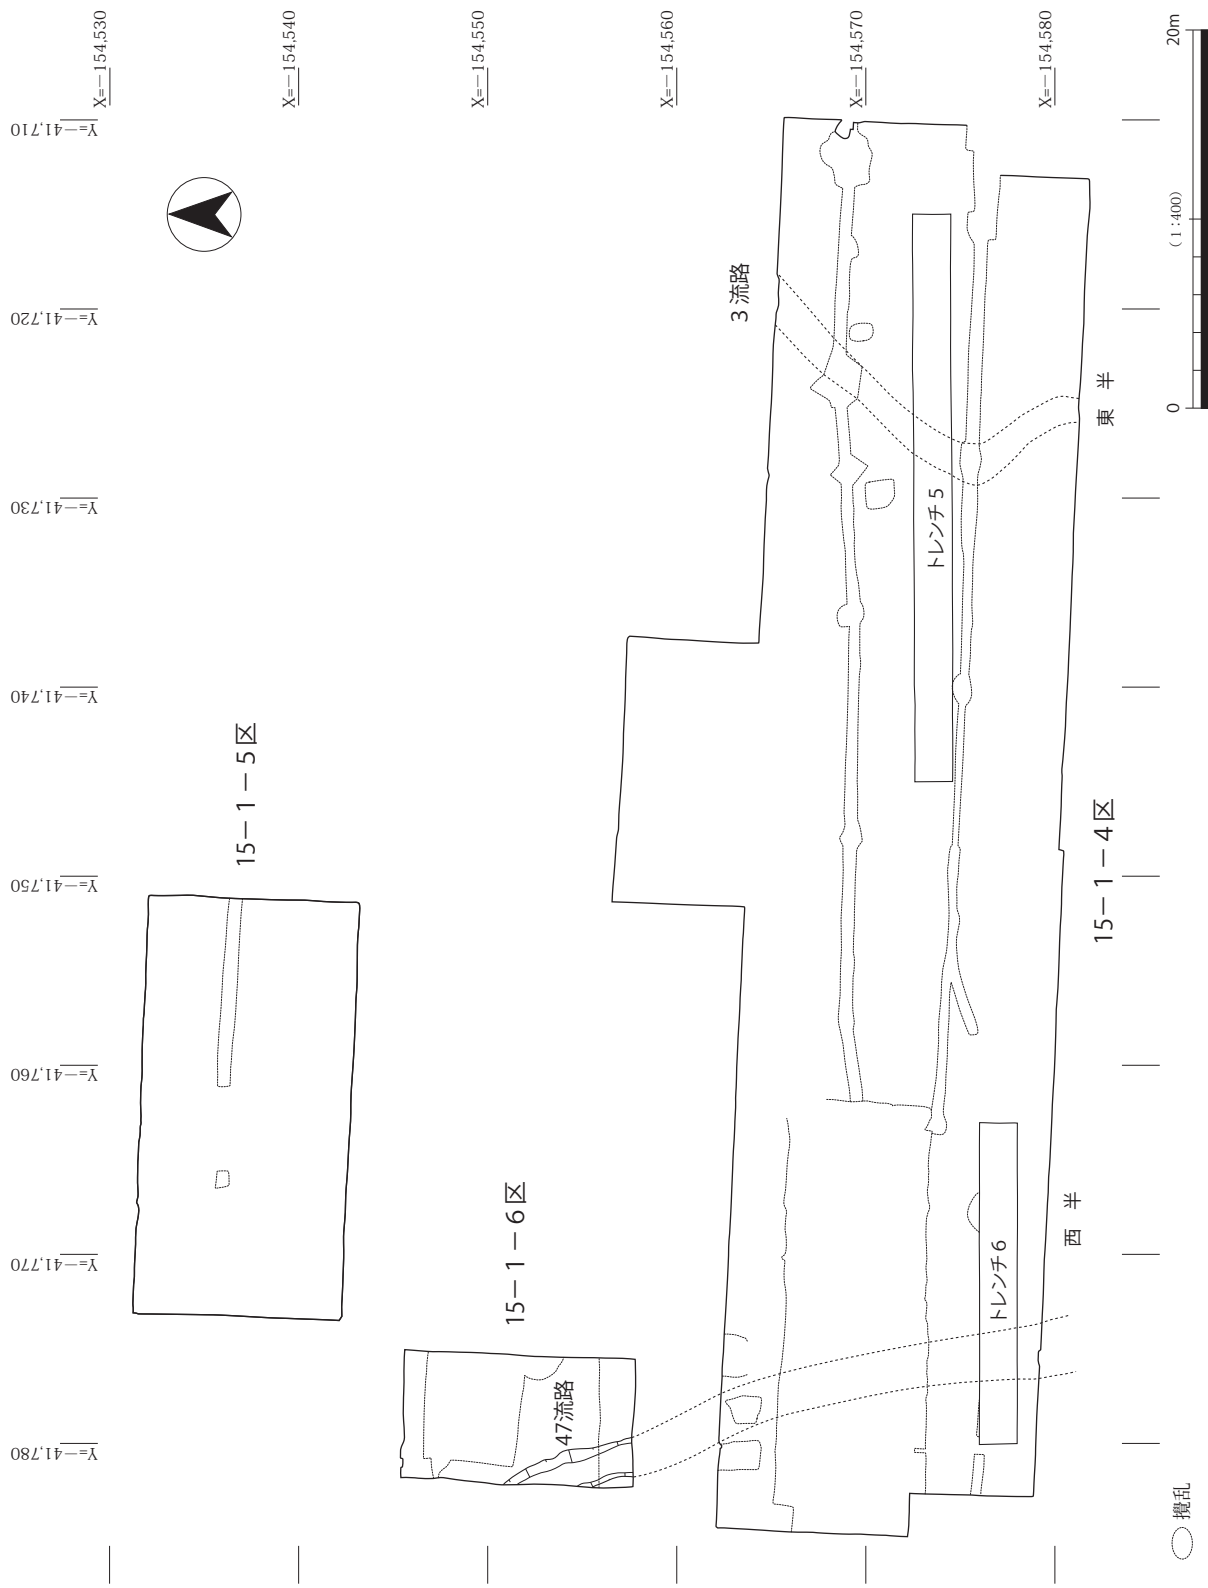 X=—154,530
X=—154,540
X=—154,550
X=—154,560
X=—154,570
X=—154,580
Y=—41,710
Y=—41,720
Y=—41,730
Y=—41,740
Y=—41,750
Y=—41,760
Y=—41,770
Y=—41,780
15—1—5区
15—1—6区
47流路
3流路
トレンチ5
トレンチ6
東半
西半
15—1—4区
攪乱
0
(1:400)
20m